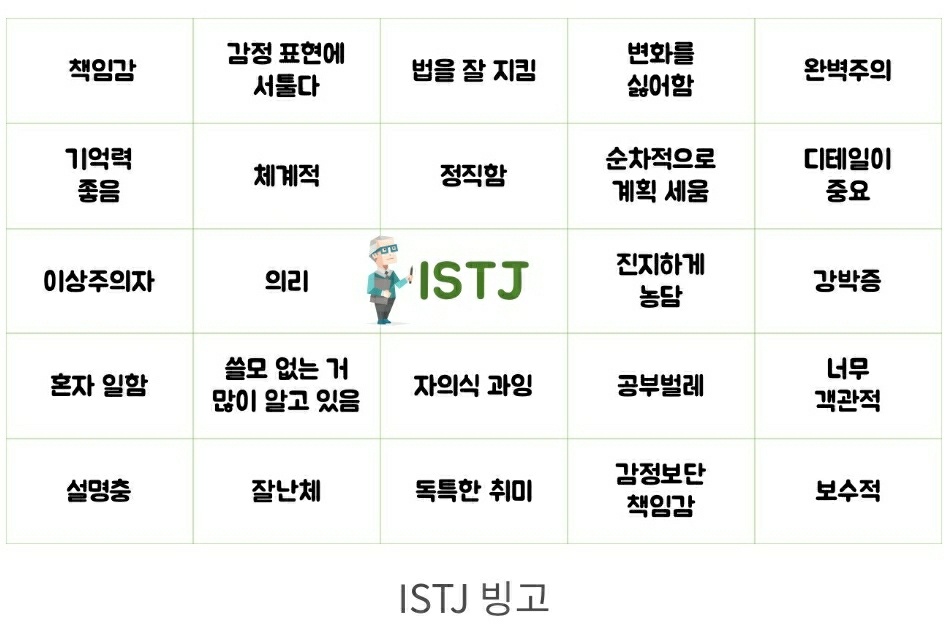 책임감
감정 표현에
서툴다
법을 잘 지킴
변화를
싫어함
완벽주의
기억력
좋음
체계적
정직함
순차적으로
계획 세움
디테일이
중요
이상주의자
의리
ISTJ
진지하게
농담
강박증
혼자 일함
쓸모 없는 거
많이 알고 있음
자의식 과잉
공부벌레
너무
객관적
설명충
잘난체
독특한 취미
감정보단
책임감
보수적
ISTJ 빙고